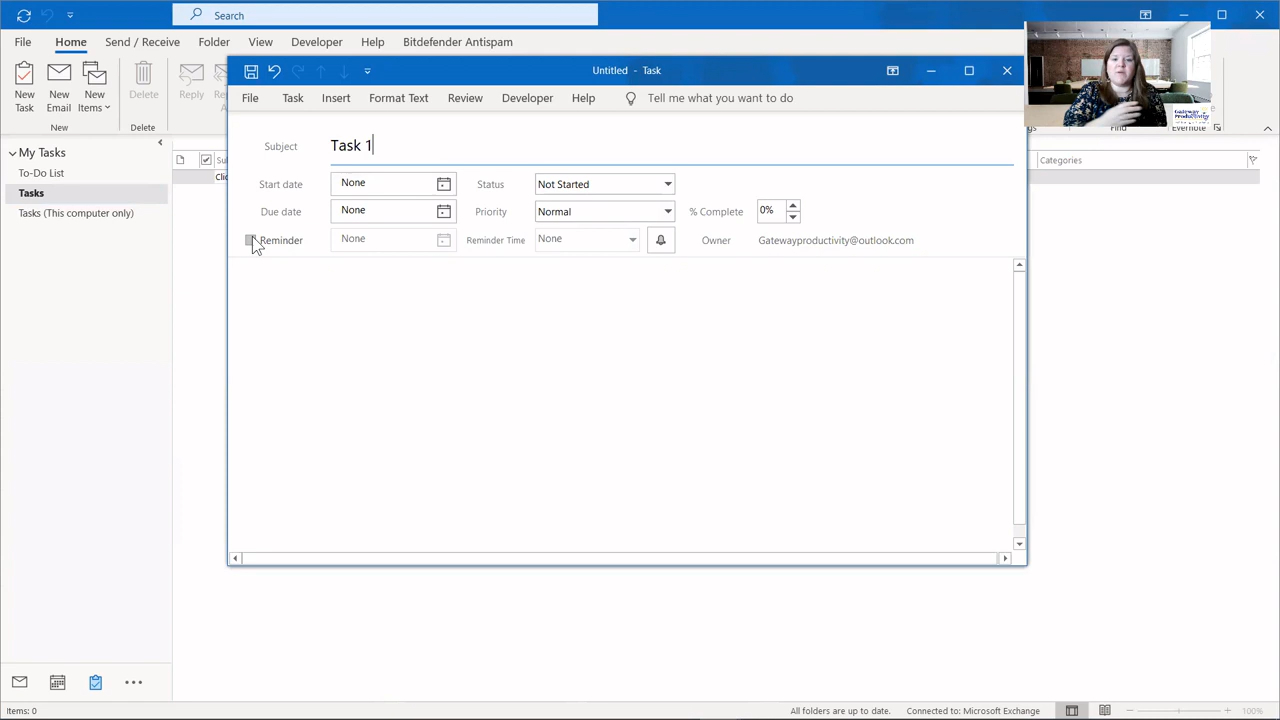 Search
File Home Send / Receive Folder View Developer Help Bitdefender Antispam
New Task
New Email
New Items
Delete
Reply
New
Delete
Find
Evernote
Untitled - Task
File Task Insert Format Text Review Developer Help Tell me what you want to do
Subject Task 1
Start date None Status Not Started
Due date None Priority Normal % Complete 0%
Reminder None Reminder Time None Owner Gatewayproductivity@outlook.com
My Tasks
To-Do List
Tasks
Tasks (This computer only)
Categories
Gateway
Productivity
Items: 0 All folders are up to date. Connected to: Microsoft Exchange 100%